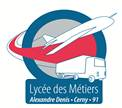 Lycée des Métiers
Alexandre Denis - Cerny - 91